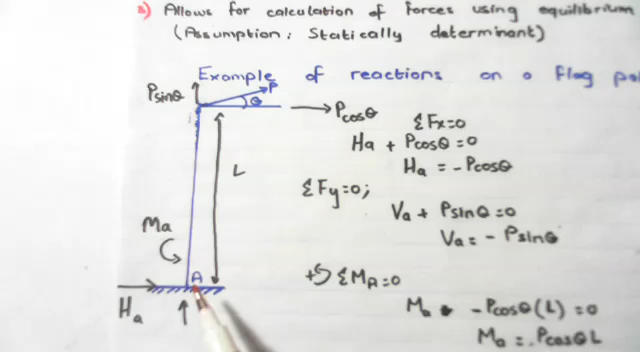 3) Allows for calculation of forces using equilibrium
(Assumption: Statically determinant)
Example of reactions on a flag
Psinθ
P
θ
Pcosθ
ΣFx=0
Ha + Pcosθ=0
Ha = -Pcosθ
L
ΣFy=0;
Va + Psinθ=0
Va = - Psinθ
Ma
A
+ ΣMA=0
Ha
Ma - Pcosθ(L) = 0
Ma = Pcosθ L